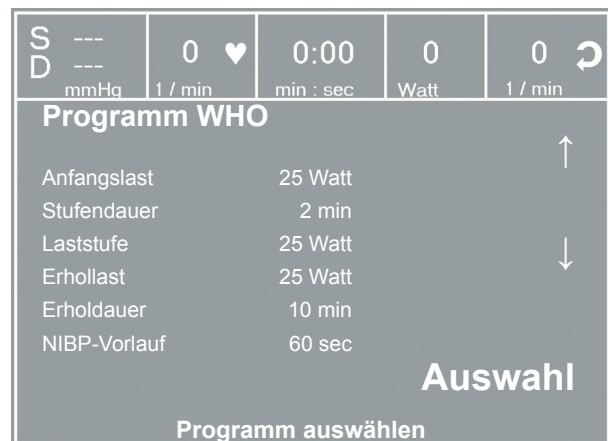 S --- 0 ♥ 0:00 0 0
D ---
mmHg 1 / min min : sec Watt 1 / min
Programm WHO
↑
Anfangslast 25 Watt
Stufendauer 2 min
Laststufe 25 Watt
↓
Erhollast 25 Watt
Erholdauer 10 min
NIBP-Vorlauf 60 sec
Auswahl
Programm auswählen